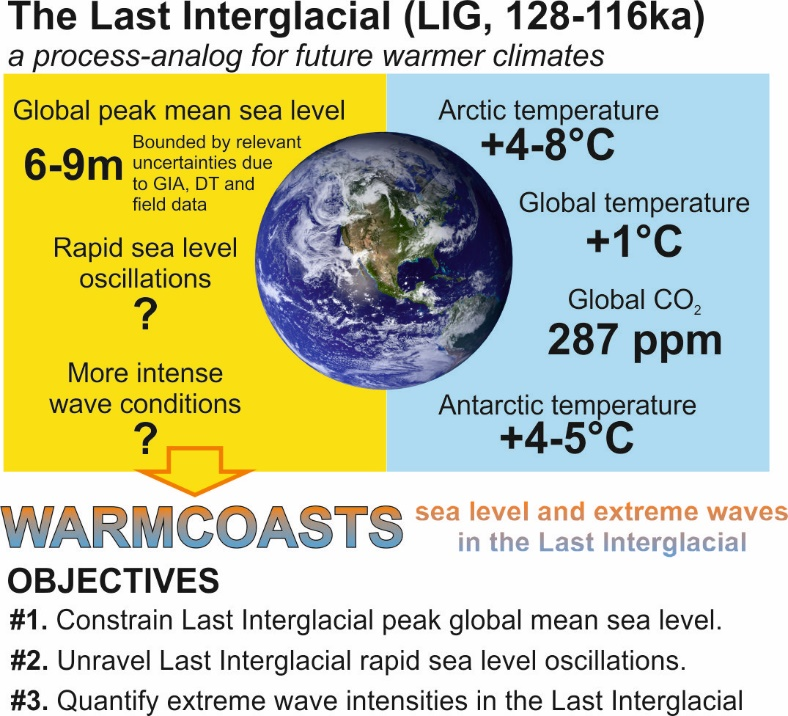 The Last Interglacial (LIG, 128-116ka)
a process-analog for future warmer climates
Global peak mean sea level
6-9m
Bounded by relevant
uncertainties due
to GIA, DT and
field data
Rapid sea level
oscillations
?
More intense
wave conditions
?
Arctic temperature
+4-8°C
Global temperature
+1°C
Global CO₂
287 ppm
Antarctic temperature
+4-5°C
WARMCOASTS
sea level and extreme waves
in the Last Interglacial
OBJECTIVES
#1. Constrain Last Interglacial peak global mean sea level.
#2. Unravel Last Interglacial rapid sea level oscillations.
#3. Quantify extreme wave intensities in the Last Interglacial